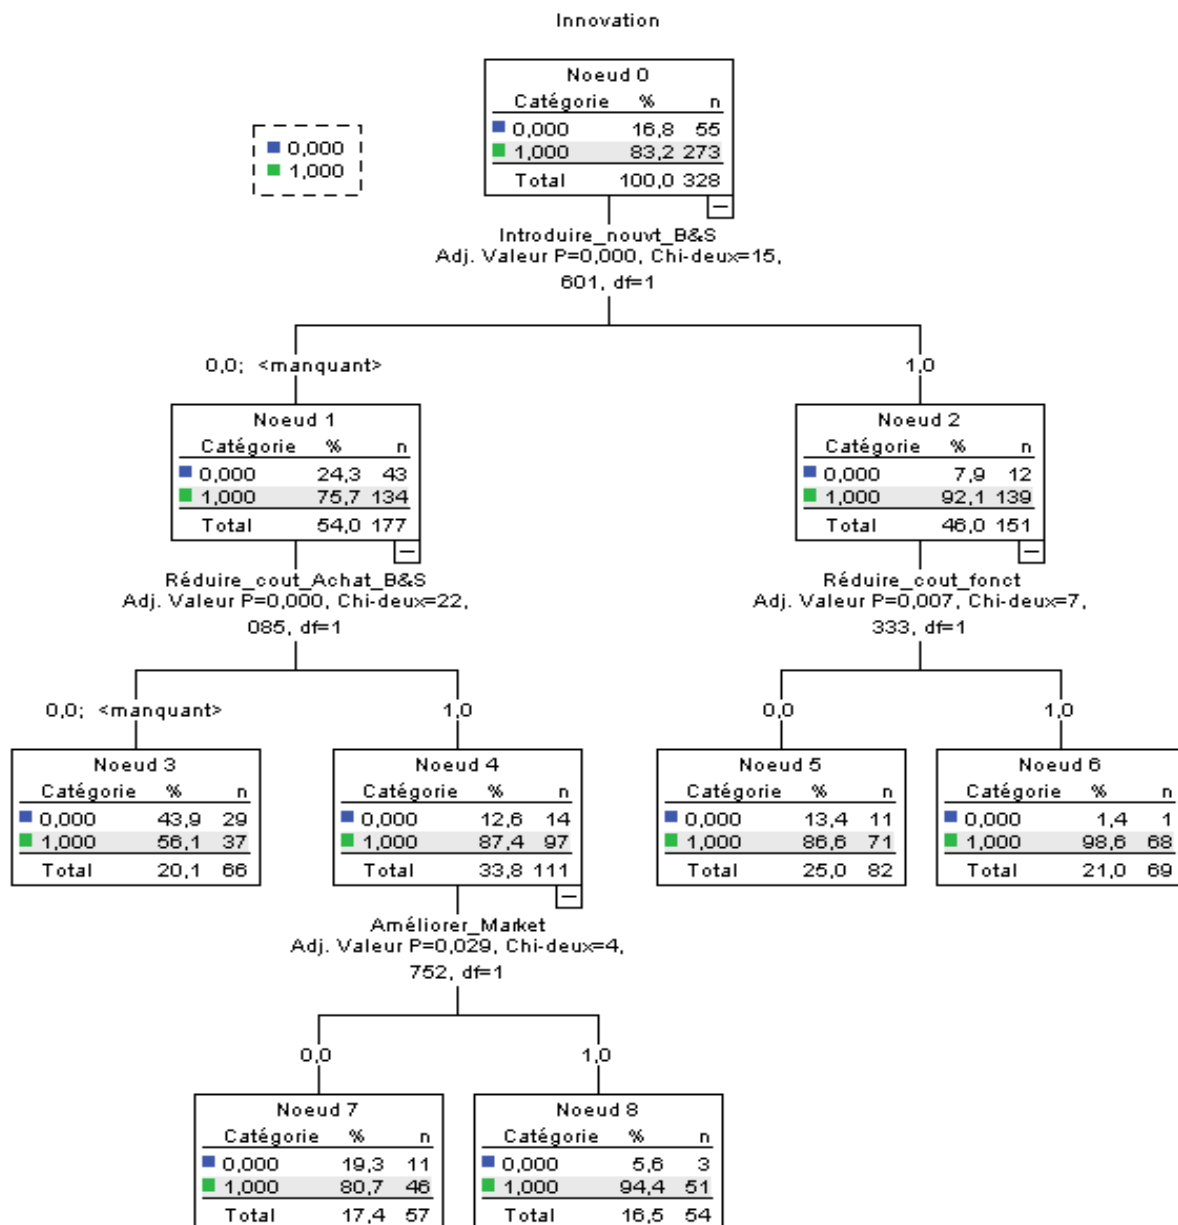 Innovation
Noeud 0
Catégorie % n
0,000 16,8 55
1,000 83,2 273
Total 100,0 328
0,000
1,000
Introduire_nouvt_B&S
Adj. Valeur P=0,000, Chi-deux=15,
601, df=1
0,0; <manquant>
1,0
Noeud 1
Catégorie % n
0,000 24,3 43
1,000 75,7 134
Total 54,0 177
Noeud 2
Catégorie % n
0,000 7,9 12
1,000 92,1 139
Total 46,0 151
Réduire_cout_Achat_B&S
Adj. Valeur P=0,000, Chi-deux=22,
085, df=1
Réduire_cout_fonct
Adj. Valeur P=0,007, Chi-deux=7,
333, df=1
0,0; <manquant>
1,0
0,0
1,0
Noeud 3
Catégorie % n
0,000 43,9 29
1,000 56,1 37
Total 20,1 66
Noeud 4
Catégorie % n
0,000 12,6 14
1,000 87,4 97
Total 33,8 111
Noeud 5
Catégorie % n
0,000 13,4 11
1,000 86,6 71
Total 25,0 82
Noeud 6
Catégorie % n
0,000 1,4 1
1,000 98,6 68
Total 21,0 69
Améliorer_Market
Adj. Valeur P=0,029, Chi-deux=4,
752, df=1
0,0
1,0
Noeud 7
Catégorie % n
0,000 19,3 11
1,000 80,7 46
Total 17,4 57
Noeud 8
Catégorie % n
0,000 5,6 3
1,000 94,4 51
Total 16,5 54